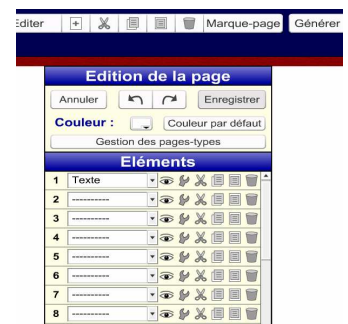 Editer Marque-page Générer
Edition de la page
Annuler Enregistrer
Couleur : Couleur par défaut
Gestion des pages-types
Eléments
1 Texte
2 ----------
3 ----------
4 ----------
5 ----------
6 ----------
7 ----------
8 ----------